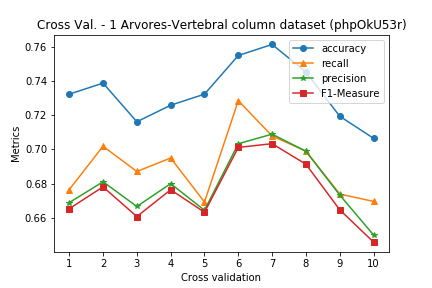 Cross Val. - 1 Arvores-Vertebral column dataset (phpOkU53r)
0.76
0.74
0.72
0.70
0.68
0.66
Metrics
accuracy
recall
precision
F1-Measure
1 2 3 4 5 6 7 8 9 10
Cross validation